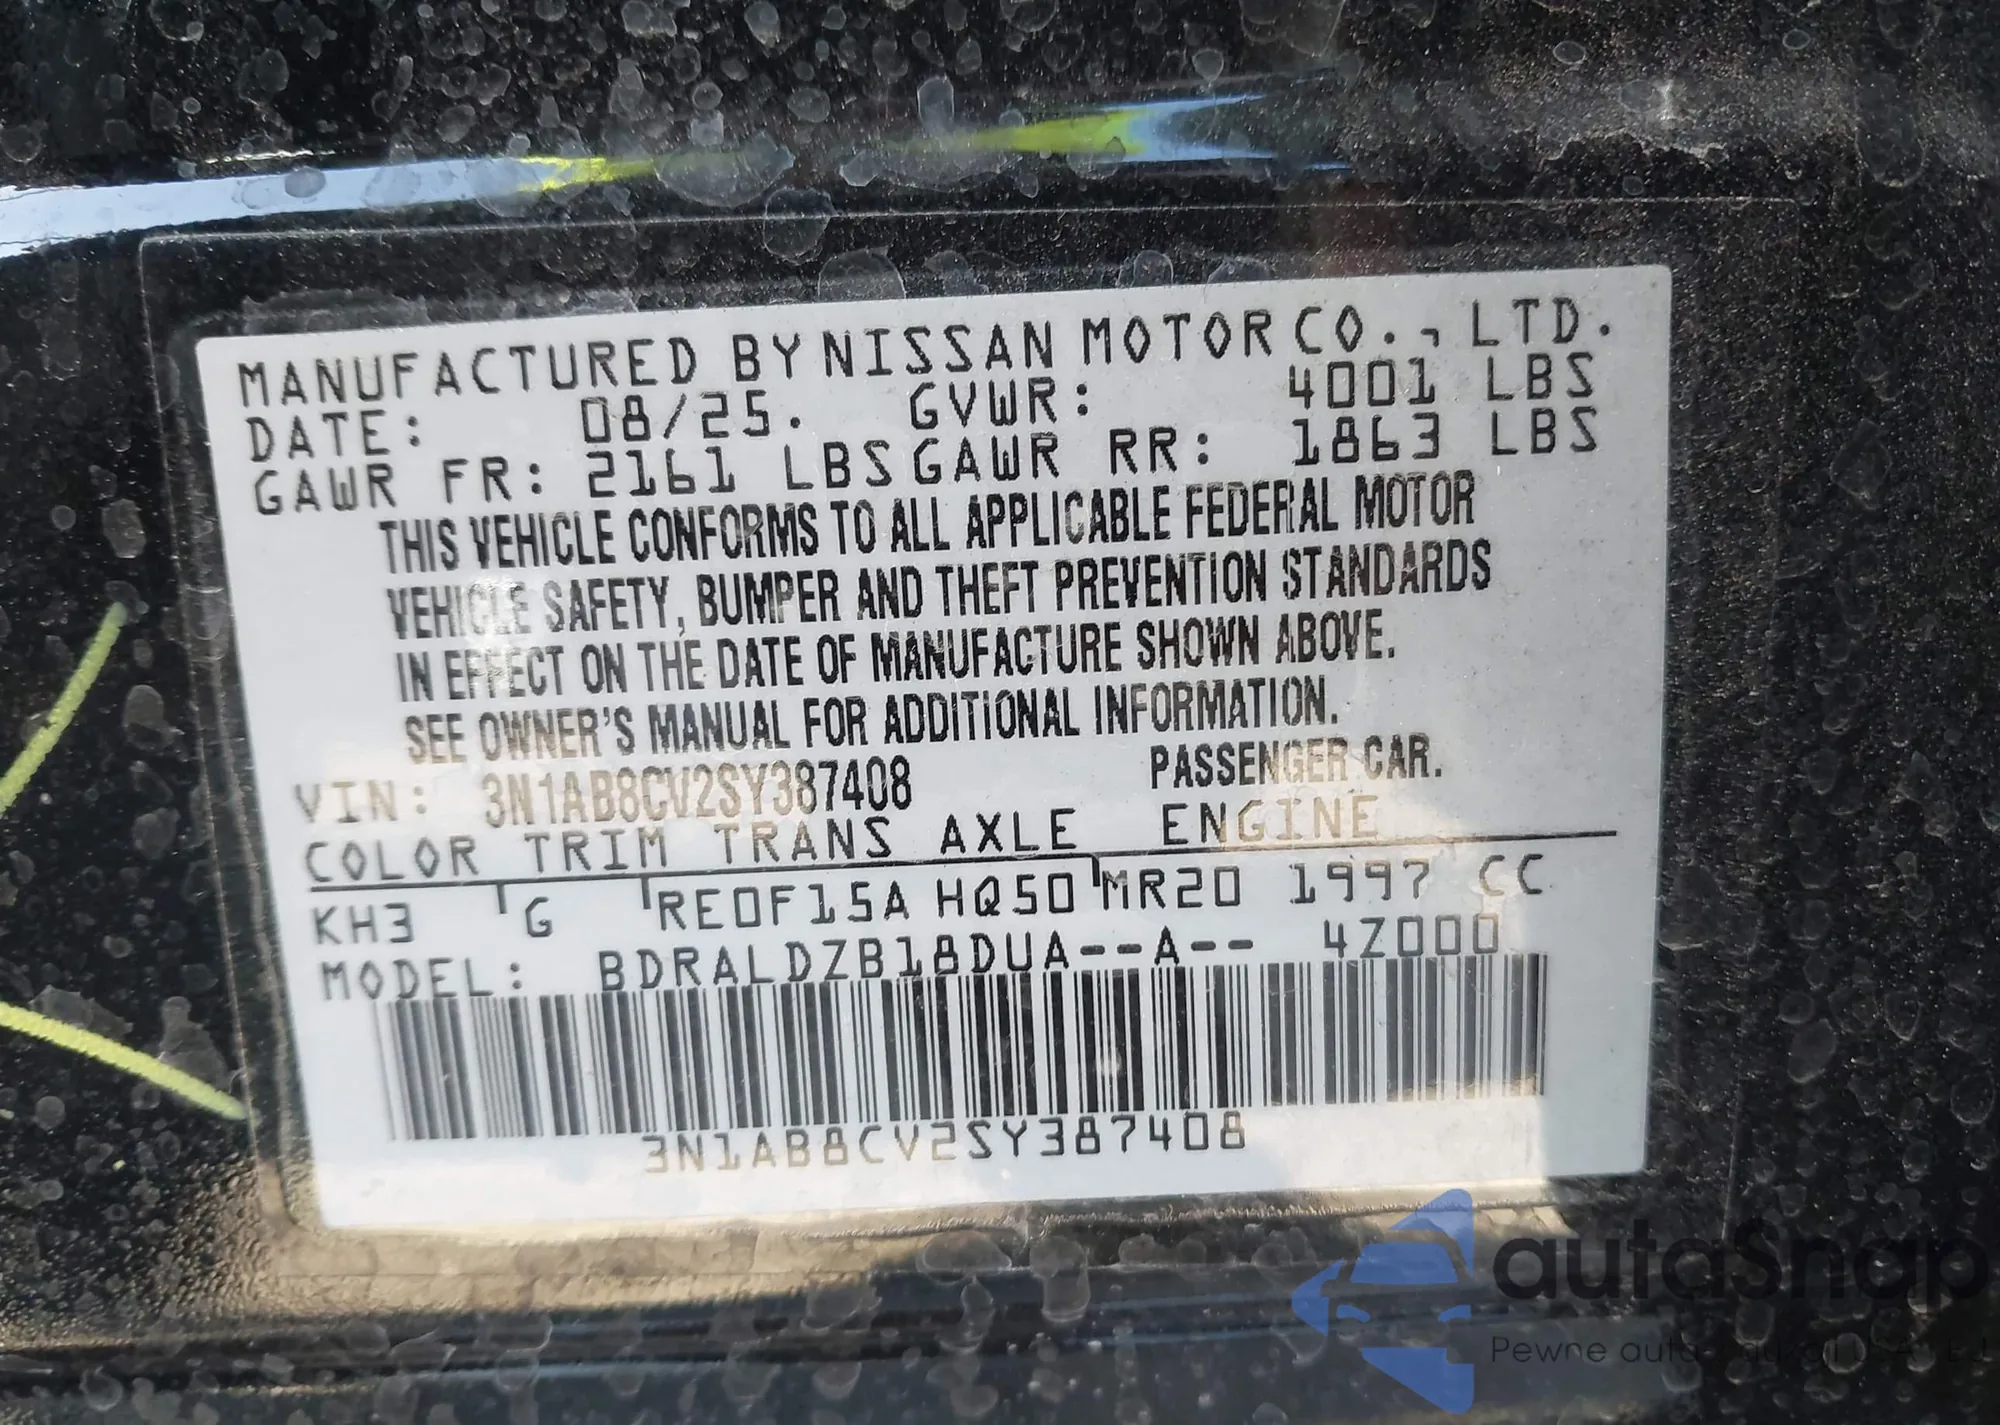 MANUFACTURED BY NISSAN MOTOR CO., LTD.
DATE: 08/25. GVWR: 4001 LBS
GAWR FR: 2161 LBS GAWR RR: 1863 LBS
THIS VEHICLE CONFORMS TO ALL APPLICABLE FEDERAL MOTOR
VEHICLE SAFETY, BUMPER AND THEFT PREVENTION STANDARDS
IN EFFECT ON THE DATE OF MANUFACTURE SHOWN ABOVE.
SEE OWNER'S MANUAL FOR ADDITIONAL INFORMATION.
VIN: 3N1AB8CV2SY387408 PASSENGER CAR.
COLOR TRIM TRANS AXLE ENGINE
KH3 G RE0F15A HQ50 MR20 1997 CC
MODEL: BDRALDZB18DUA--A-- 4Z000
3N1AB8CV2SY387408
autaSnap
Pewne auta z